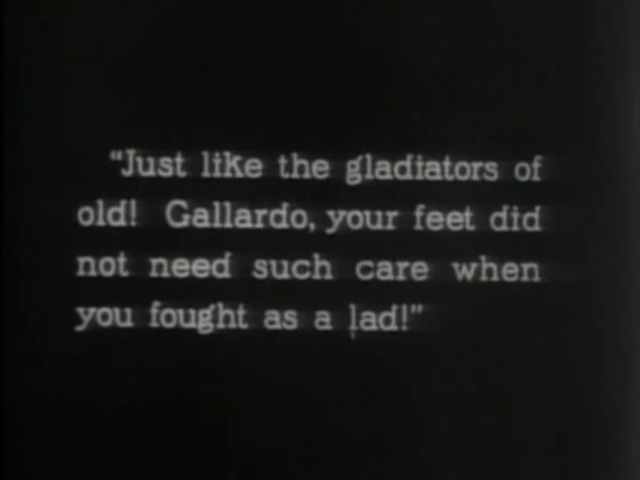 "Just like the gladiators of
old! Gallardo, your feet did
not need such care when
you fought as a lad!"